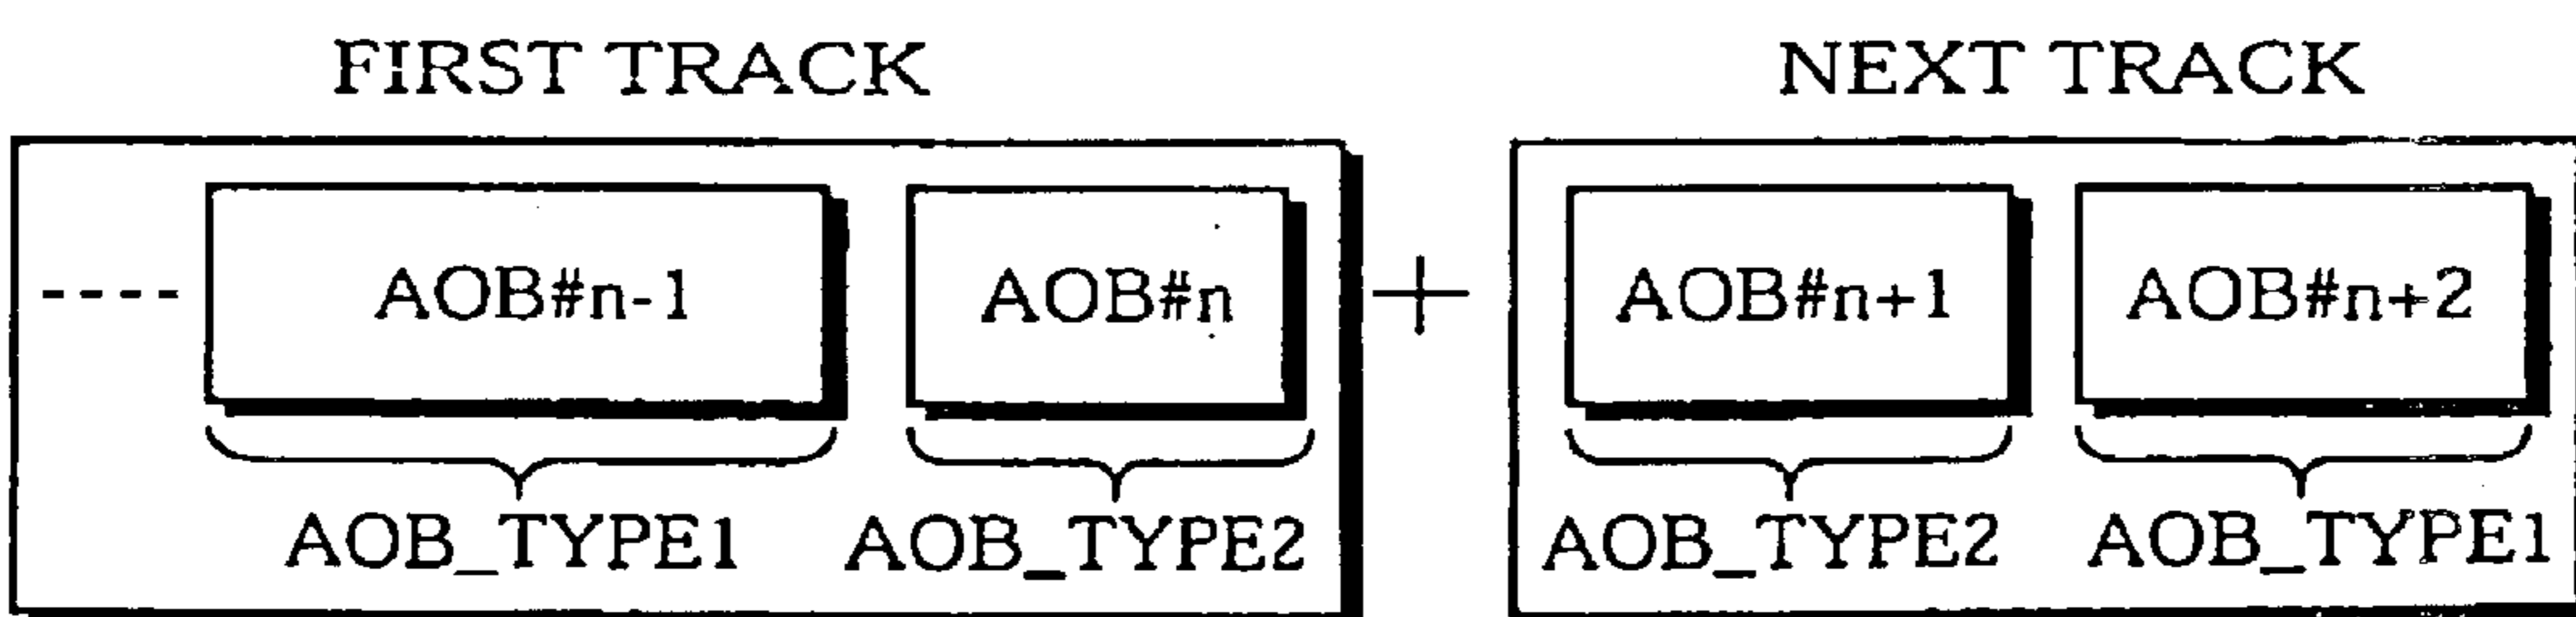 FIRST TRACK NEXT TRACK
---- AOB#n-1 AOB#n + AOB#n+1 AOB#n+2
AOB_TYPE1 AOB_TYPE2 AOB_TYPE2 AOB_TYPE1